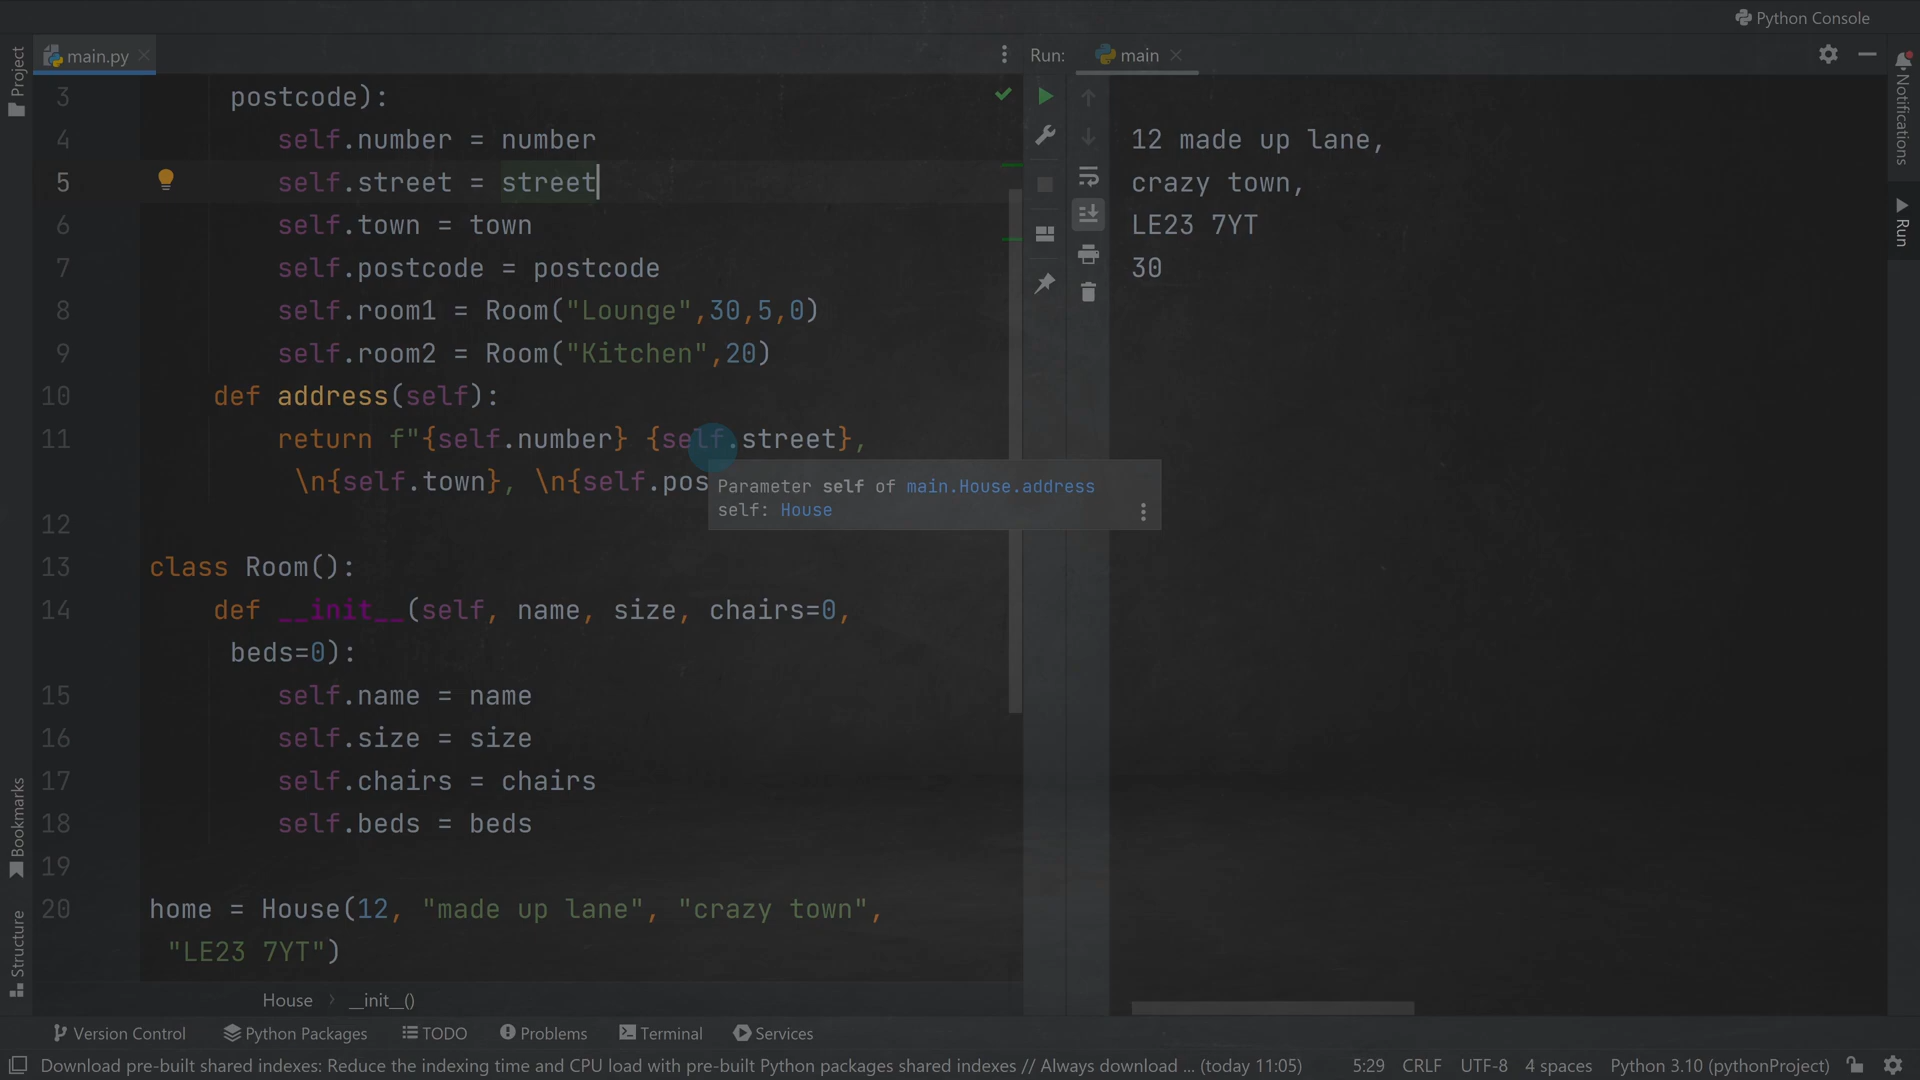 Python Console
Project
main.py
Run:
main
Notifications
Run
3 postcode):
4 self.number = number
5 self.street = street
6 self.town = town
7 self.postcode = postcode
8 self.room1 = Room("Lounge",30,5,0)
9 self.room2 = Room("Kitchen",20)
10 def address(self):
11 return f"{self.number} {self.street},
\n{self.town}, \n{self.pos
Parameter self of main.House.address
self: House
12
13 class Room():
14 def __init__(self, name, size, chairs=0,
beds=0):
15 self.name = name
16 self.size = size
17 self.chairs = chairs
18 self.beds = beds
19
20 home = House(12, "made up lane", "crazy town",
"LE23 7YT")
12 made up lane,
crazy town,
LE23 7YT
30
Bookmarks
Structure
House > __init__()
Version Control Python Packages TODO Problems Terminal Services
Download pre-built shared indexes: Reduce the indexing time and CPU load with pre-built Python packages shared indexes // Always download ... (today 11:05) 5:29 CRLF UTF-8 4 spaces Python 3.10 (pythonProject)